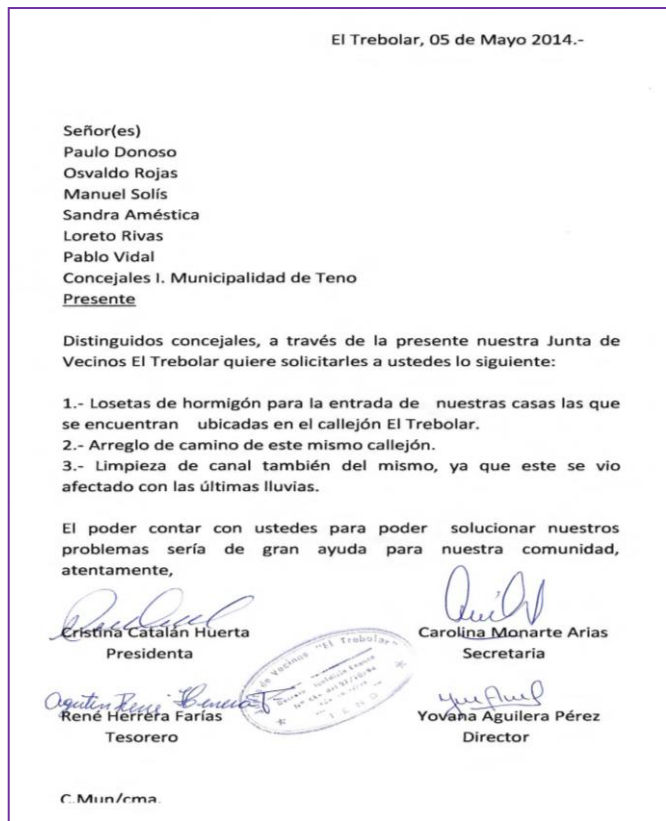 El Trebolar, 05 de Mayo 2014.-
Señor(es)
Paulo Donoso
Osvaldo Rojas
Manuel Solís
Sandra Améstica
Loreto Rivas
Pablo Vidal
Concejales I. Municipalidad de Teno
Presente
Distinguidos concejales, a través de la presente nuestra Junta de
Vecinos El Trebolar quiere solicitarles a ustedes lo siguiente:
1.- Losetas de hormigón para la entrada de nuestras casas las que
se encuentran ubicadas en el callejón El Trebolar.
2.- Arreglo de camino de este mismo callejón.
3.- Limpieza de canal también del mismo, ya que este se vio
afectado con las últimas lluvias.
El poder contar con ustedes para poder solucionar nuestros
problemas sería de gran ayuda para nuestra comunidad,
atentamente,
Cristina Catalán Huerta
Presidenta
Carolina Monarte Arias
Secretaria
de Vecinos "El Trebolar"
TENO
René Herrera Farías
Tesorero
Yovana Aguilera Pérez
Director
C.Mun/cma.